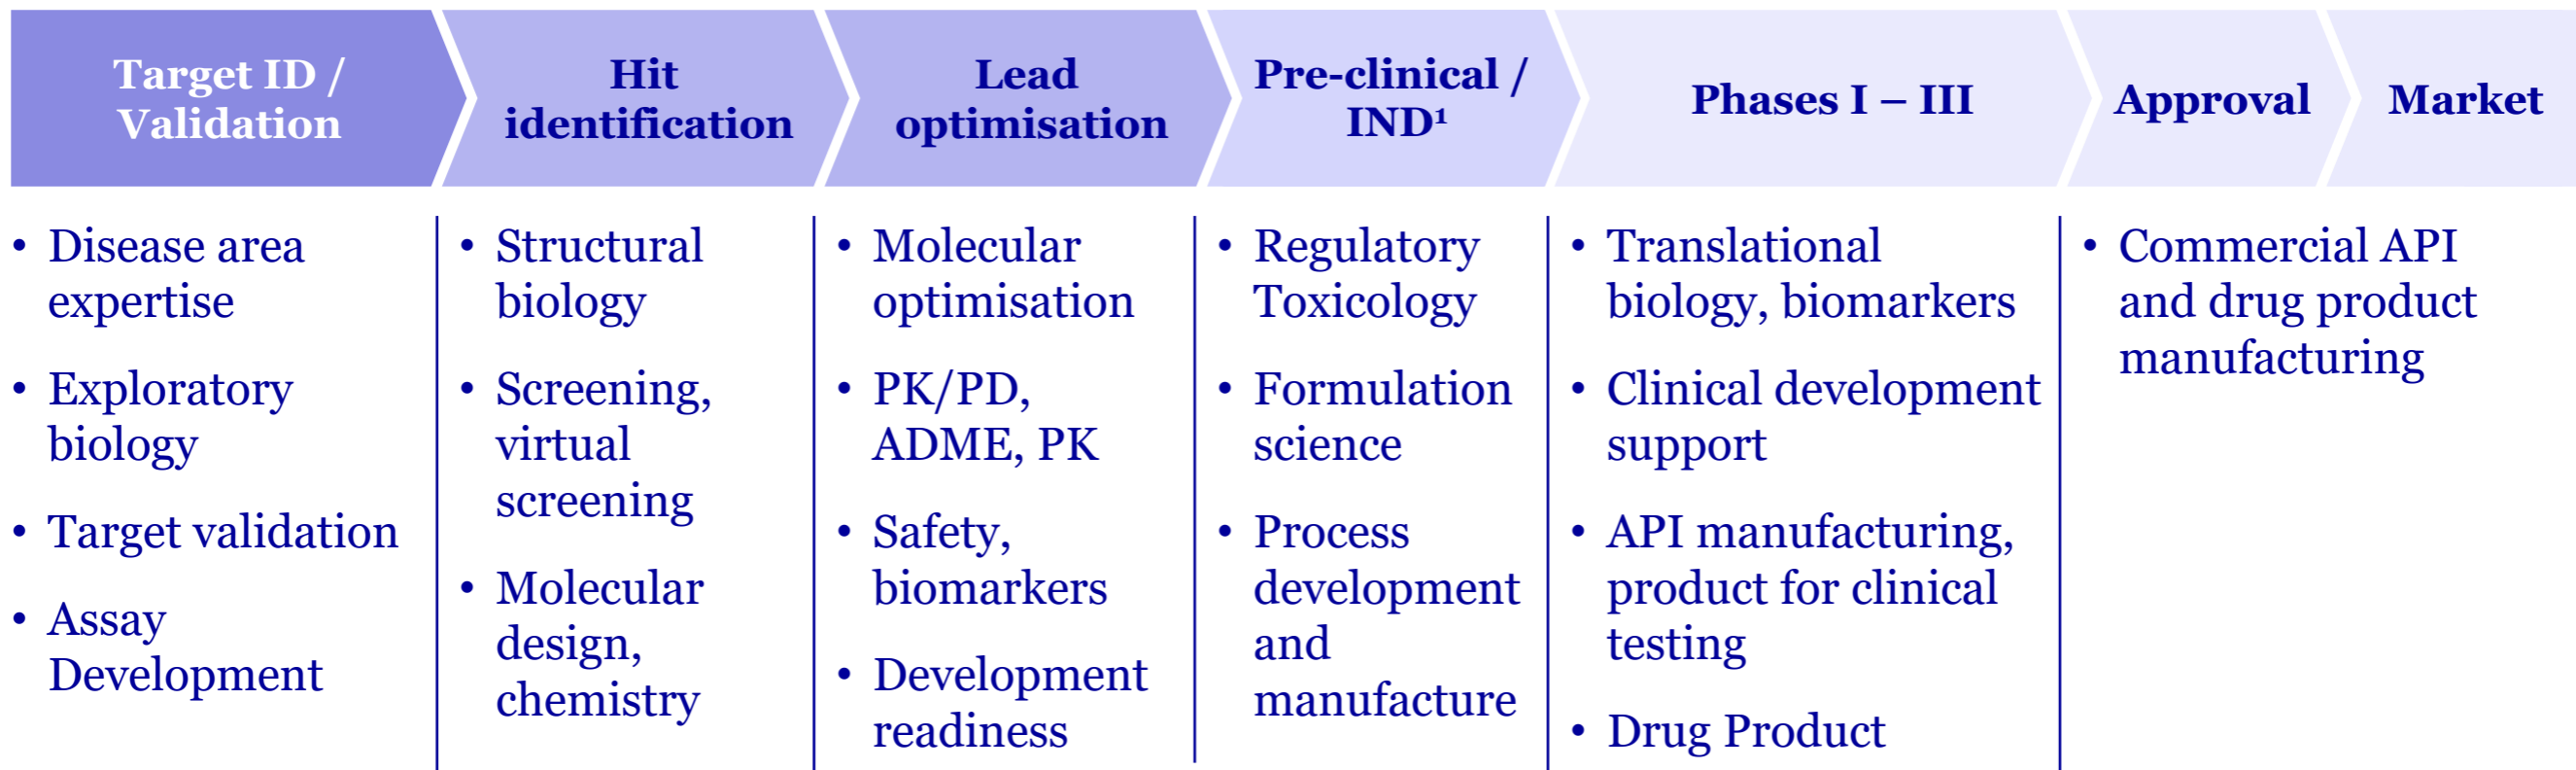 Target ID /
Validation
Hit
identification
Lead
optimisation
Pre-clinical /
IND¹
Phases I – III
Approval
Market
• Disease area
expertise
• Exploratory
biology
• Target validation
• Assay
Development
• Structural
biology
• Screening,
virtual
screening
• Molecular
design,
chemistry
• Molecular
optimisation
• PK/PD,
ADME, PK
• Safety,
biomarkers
• Development
readiness
• Regulatory
Toxicology
• Formulation
science
• Process
development
and
manufacture
• Translational
biology, biomarkers
• Clinical development
support
• API manufacturing,
product for clinical
testing
• Drug Product
• Commercial API
and drug product
manufacturing